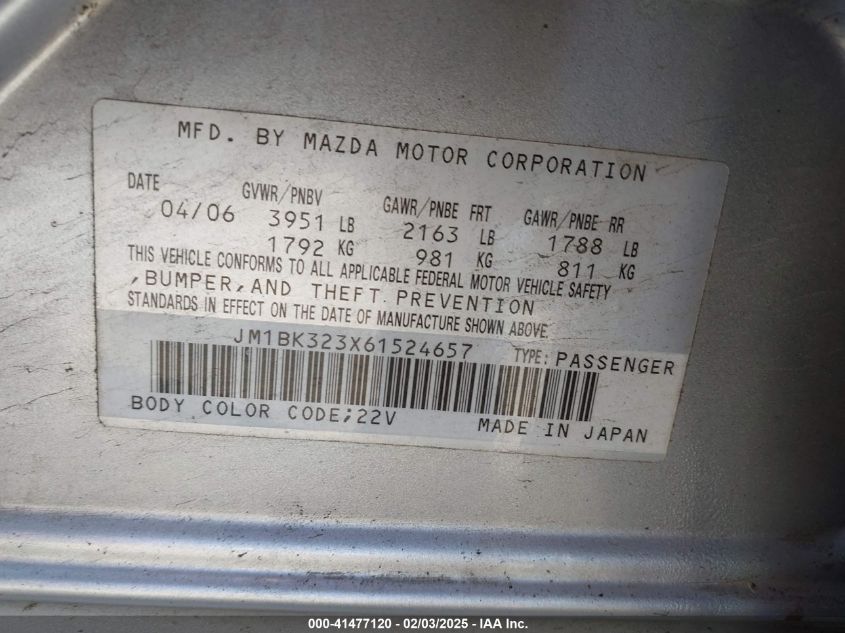 MFD. BY MAZDA MOTOR CORPORATION
DATE GVWR/PNBV GAWR/PNBE FRT GAWR/PNBE RR
04/06 3951 LB 2163 LB 1788 LB
1792 KG 981 KG 811 KG
THIS VEHICLE CONFORMS TO ALL APPLICABLE FEDERAL MOTOR VEHICLE SAFETY
,BUMPER,AND THEFT PREVENTION
STANDARDS IN EFFECT ON THE DATE OF MANUFACTURE SHOWN ABOVE
JM1BK323X61524657 TYPE: PASSENGER
BODY COLOR CODE;22V MADE IN JAPAN
000-41477120 - 02/03/2025 - IAA Inc.